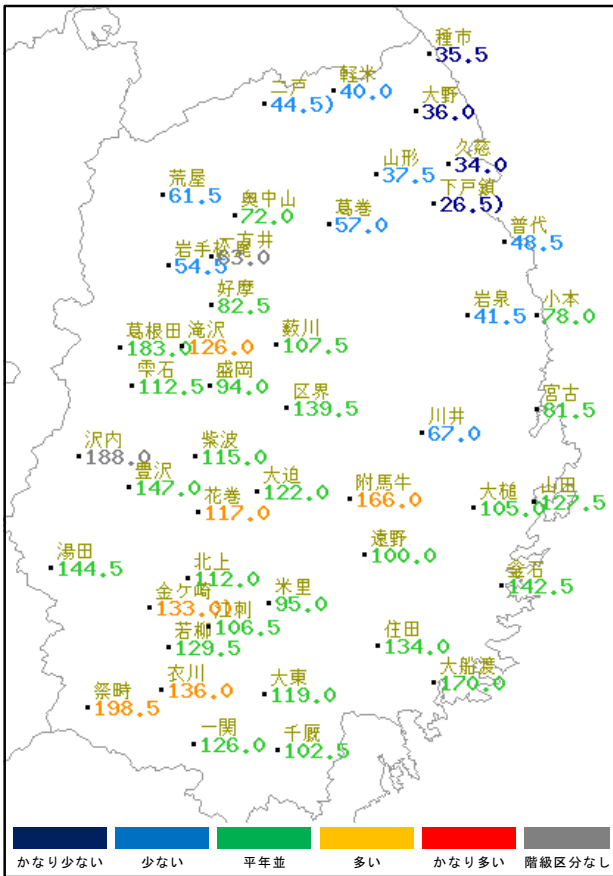 種市
35.5
軽米
40.0
二戸
44.5)
大野
36.0
久慈
34.0
山形
37.5
下戸鎖
26.5)
荒屋
61.5
奥中山
72.0
葛巻
57.0
普代
48.5
一方井
63.0
岩手松尾
54.5
好摩
82.5
岩泉
41.5
小本
78.0
葛根田
183.0
滝沢
126.0
薮川
107.5
雫石
112.5
盛岡
94.0
区界
139.5
宮古
81.5
川井
67.0
沢内
188.0
紫波
115.0
豊沢
147.0
大迫
122.0
附馬牛
166.0
花巻
117.0
大槌
105.0
山田
127.5
湯田
144.5
遠野
100.0
北上
112.0
釜石
142.5
金ケ崎
133.0)
米里
95.0
江刺
106.5
若柳
129.5
住田
134.0
衣川
136.0
大東
119.0
大船渡
170.0
祭畤
198.5
一関
126.0
千厩
102.5
かなり少ない 少ない 平年並 多い かなり多い 階級区分なし